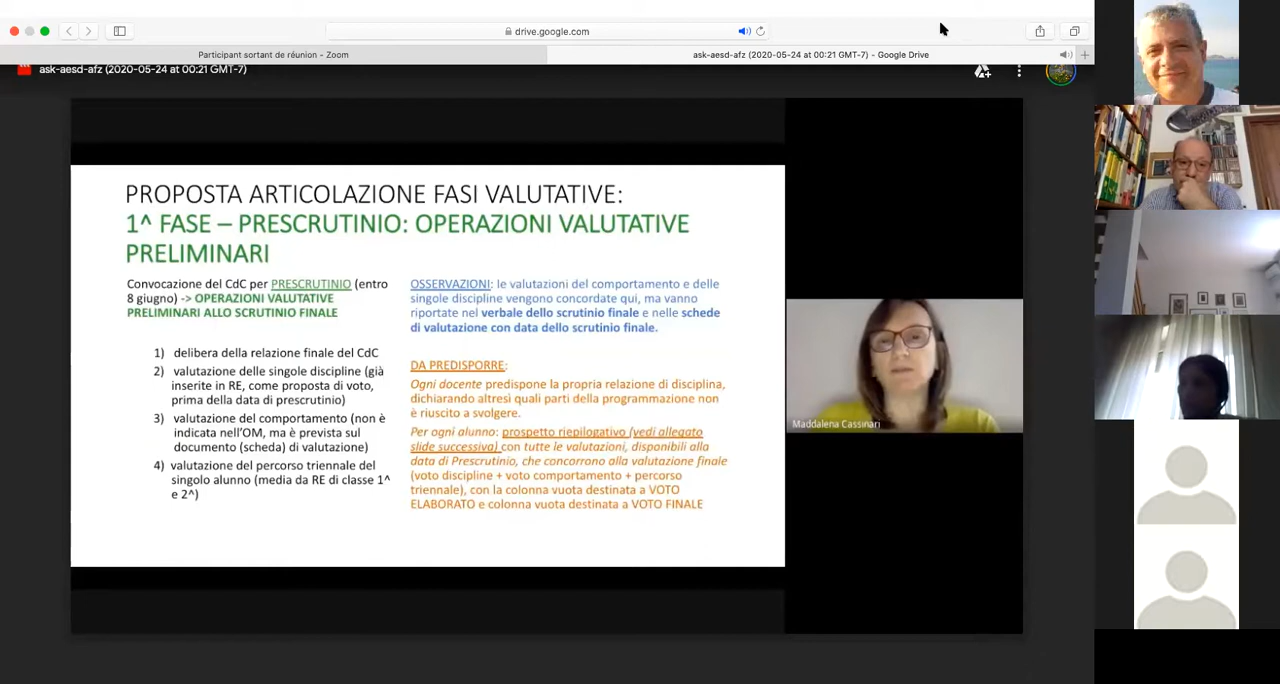 drive.google.com
Participant sortant de réunion - Zoom
ask-aesd-afz (2020-05-24 at 00:21 GMT-7) - Google Drive
ask-aesd-afz (2020-05-24 at 00:21 GMT-7)
PROPOSTA ARTICOLAZIONE FASI VALUTATIVE:
1^ FASE – PRESCRUTINIO: OPERAZIONI VALUTATIVE
PRELIMINARI
Convocazione del CdC per PRESCRUTINIO (entro
8 giugno) -> OPERAZIONI VALUTATIVE
PRELIMINARI ALLO SCRUTINIO FINALE
1) delibera della relazione finale del CdC
2) valutazione delle singole discipline (già
inserite in RE, come proposta di voto,
prima della data di prescrutinio)
3) valutazione del comportamento (non è
indicata nell'OM, ma è prevista sul
documento (scheda) di valutazione)
4) valutazione del percorso triennale del
singolo alunno (media da RE di classe 1^
e 2^)
OSSERVAZIONI: le valutazioni del comportamento e delle
singole discipline vengono concordate qui, ma vanno
riportate nel verbale dello scrutinio finale e nelle schede
di valutazione con data dello scrutinio finale.
DA PREDISPORRE:
Ogni docente predispone la propria relazione di disciplina,
dichiarando altresì quali parti della programmazione non
è riuscito a svolgere.
Per ogni alunno: prospetto riepilogativo (vedi allegato
slide successiva) con tutte le valutazioni, disponibili alla
data di Prescrutinio, che concorrono alla valutazione finale
(voto discipline + voto comportamento + percorso
triennale), con la colonna vuota destinata a VOTO
ELABORATO e colonna vuota destinata a VOTO FINALE
Maddalena Cassinari